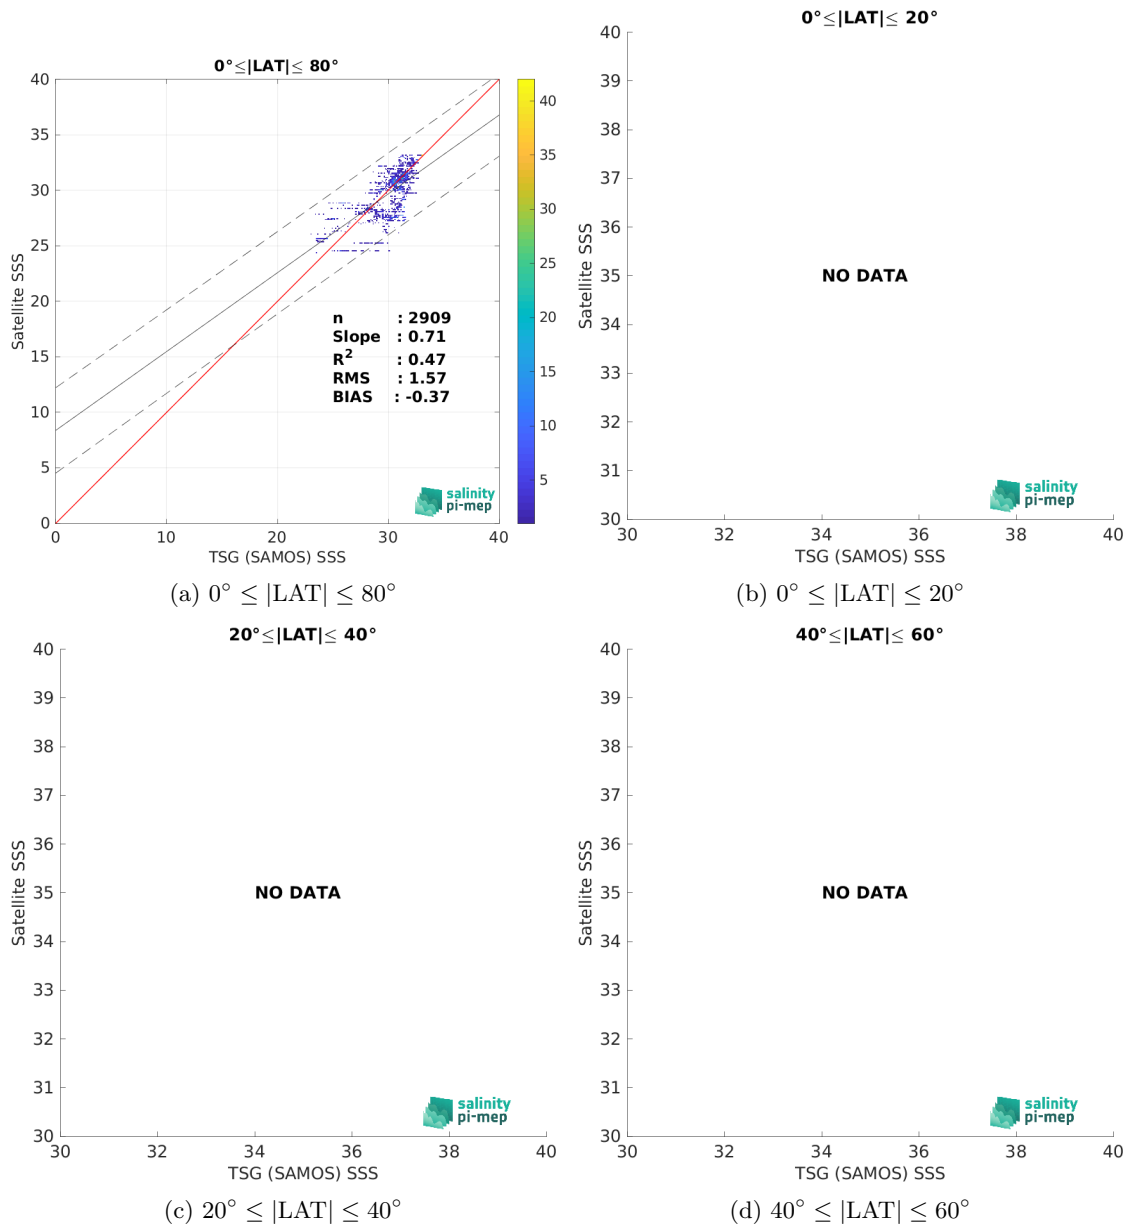 0°≤|LAT|≤ 80°
40
35
30
25
20
15
10
5
0
0 10 20 30 40
Satellite SSS
TSG (SAMOS) SSS
n : 2909
Slope : 0.71
R² : 0.47
RMS : 1.57
BIAS : -0.37
salinity
pi-mep
40
35
30
25
20
15
10
5
(a) 0° ≤ |LAT| ≤ 80°
0°≤|LAT|≤ 20°
40
39
38
37
36
35
34
33
32
31
30
30 32 34 36 38 40
Satellite SSS
TSG (SAMOS) SSS
NO DATA
salinity
pi-mep
(b) 0° ≤ |LAT| ≤ 20°
20°≤|LAT|≤ 40°
40
39
38
37
36
35
34
33
32
31
30
30 32 34 36 38 40
Satellite SSS
TSG (SAMOS) SSS
NO DATA
salinity
pi-mep
(c) 20° ≤ |LAT| ≤ 40°
40°≤|LAT|≤ 60°
40
39
38
37
36
35
34
33
32
31
30
30 32 34 36 38 40
Satellite SSS
TSG (SAMOS) SSS
NO DATA
salinity
pi-mep
(d) 40° ≤ |LAT| ≤ 60°